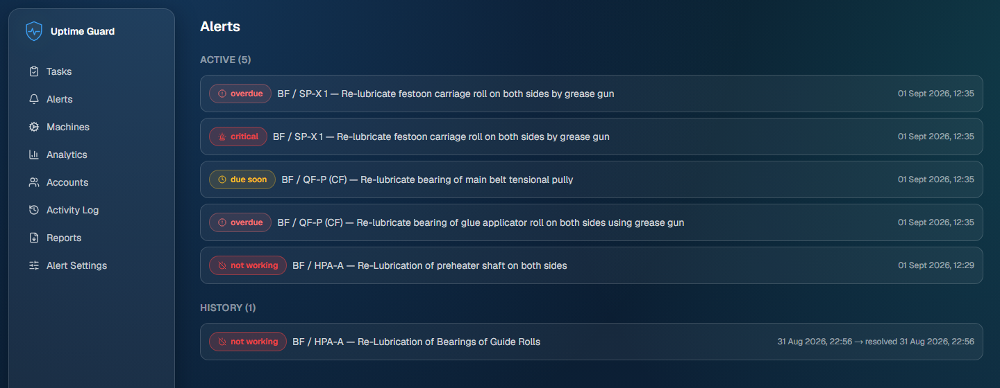 Uptime Guard
Tasks
Alerts
Machines
Analytics
Accounts
Activity Log
Reports
Alert Settings
Alerts
ACTIVE (5)
overdue BF / SP-X 1 — Re-lubricate festoon carriage roll on both sides by grease gun 01 Sept 2026, 12:35
critical BF / SP-X 1 — Re-lubricate festoon carriage roll on both sides by grease gun 01 Sept 2026, 12:35
due soon BF / QF-P (CF) — Re-lubricate bearing of main belt tensional pully 01 Sept 2026, 12:35
overdue BF / QF-P (CF) — Re-lubricate bearing of glue applicator roll on both sides using grease gun 01 Sept 2026, 12:35
not working BF / HPA-A — Re-Lubrication of preheater shaft on both sides 01 Sept 2026, 12:29
HISTORY (1)
not working BF / HPA-A — Re-Lubrication of Bearings of Guide Rolls 31 Aug 2026, 22:56 → resolved 31 Aug 2026, 22:56